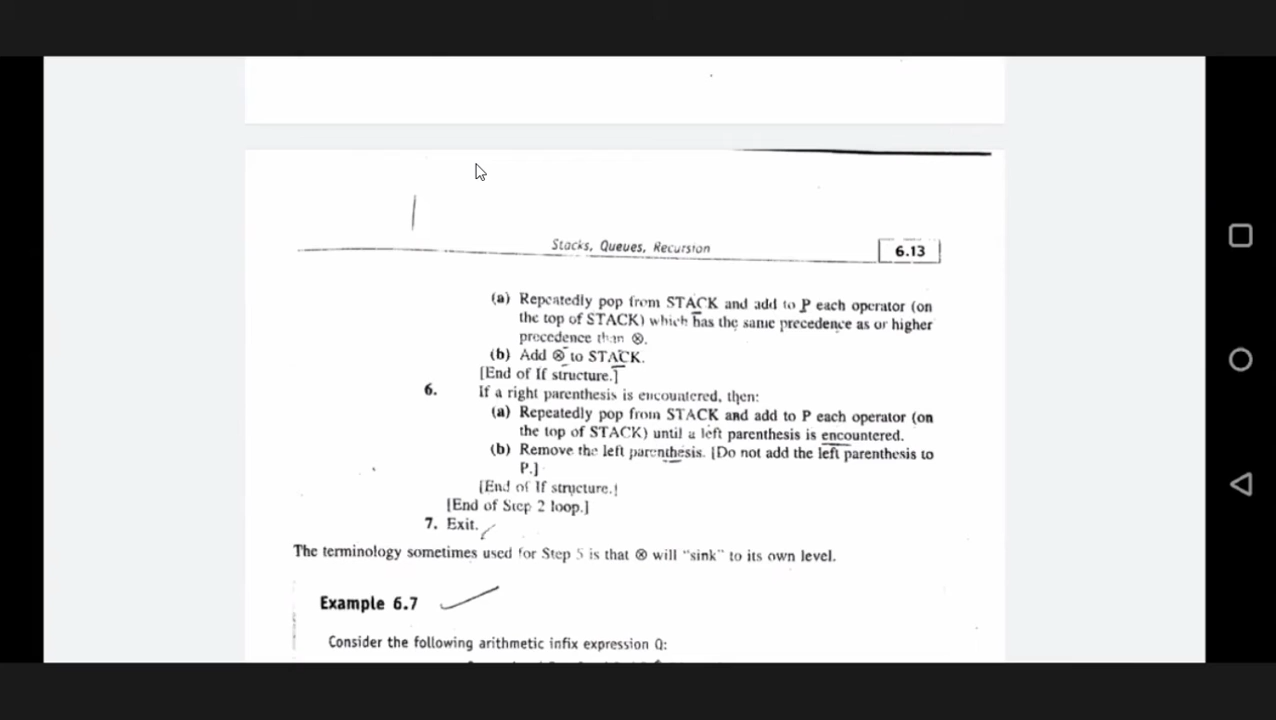 Stacks, Queues, Recursion
6.13
(a) Repeatedly pop from STACK and add to P each operator (on
the top of STACK) which has the same precedence as or higher
precedence than ⊗.
(b) Add ⊗ to STACK.
[End of If structure.]
6. If a right parenthesis is encountered, then:
(a) Repeatedly pop from STACK and add to P each operator (on
the top of STACK) until a left parenthesis is encountered.
(b) Remove the left parenthesis. [Do not add the left parenthesis to
P.]
[End of If structure.]
[End of Step 2 loop.]
7. Exit.
The terminology sometimes used for Step 5 is that ⊗ will "sink" to its own level.
Example 6.7
Consider the following arithmetic infix expression Q: